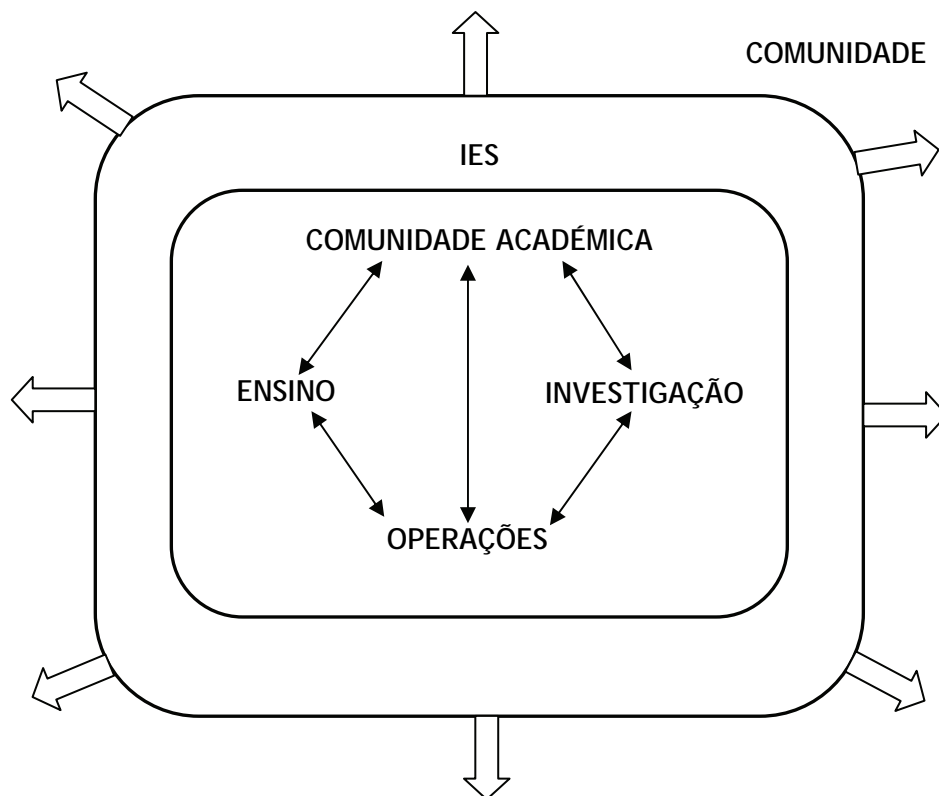 COMUNIDADE
IES
COMUNIDADE ACADÉMICA
ENSINO
INVESTIGAÇÃO
OPERAÇÕES